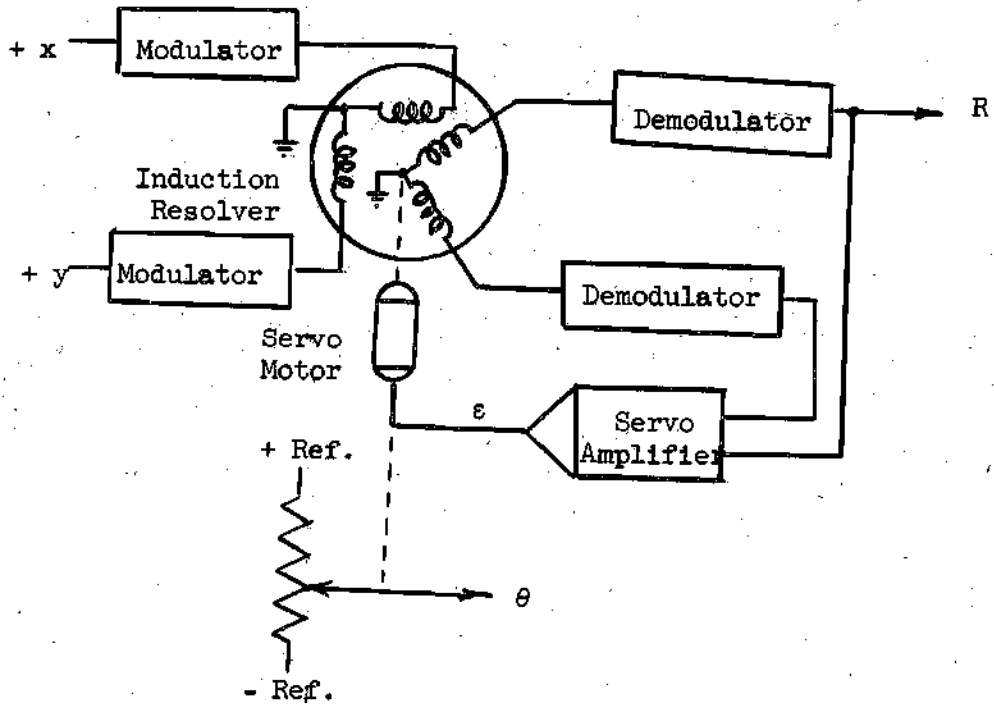 + x
Modulator
Demodulator
R
Induction
Resolver
+ y
Modulator
Demodulator
Servo
Motor
ε
Servo
Amplifier
+ Ref.
θ
- Ref.